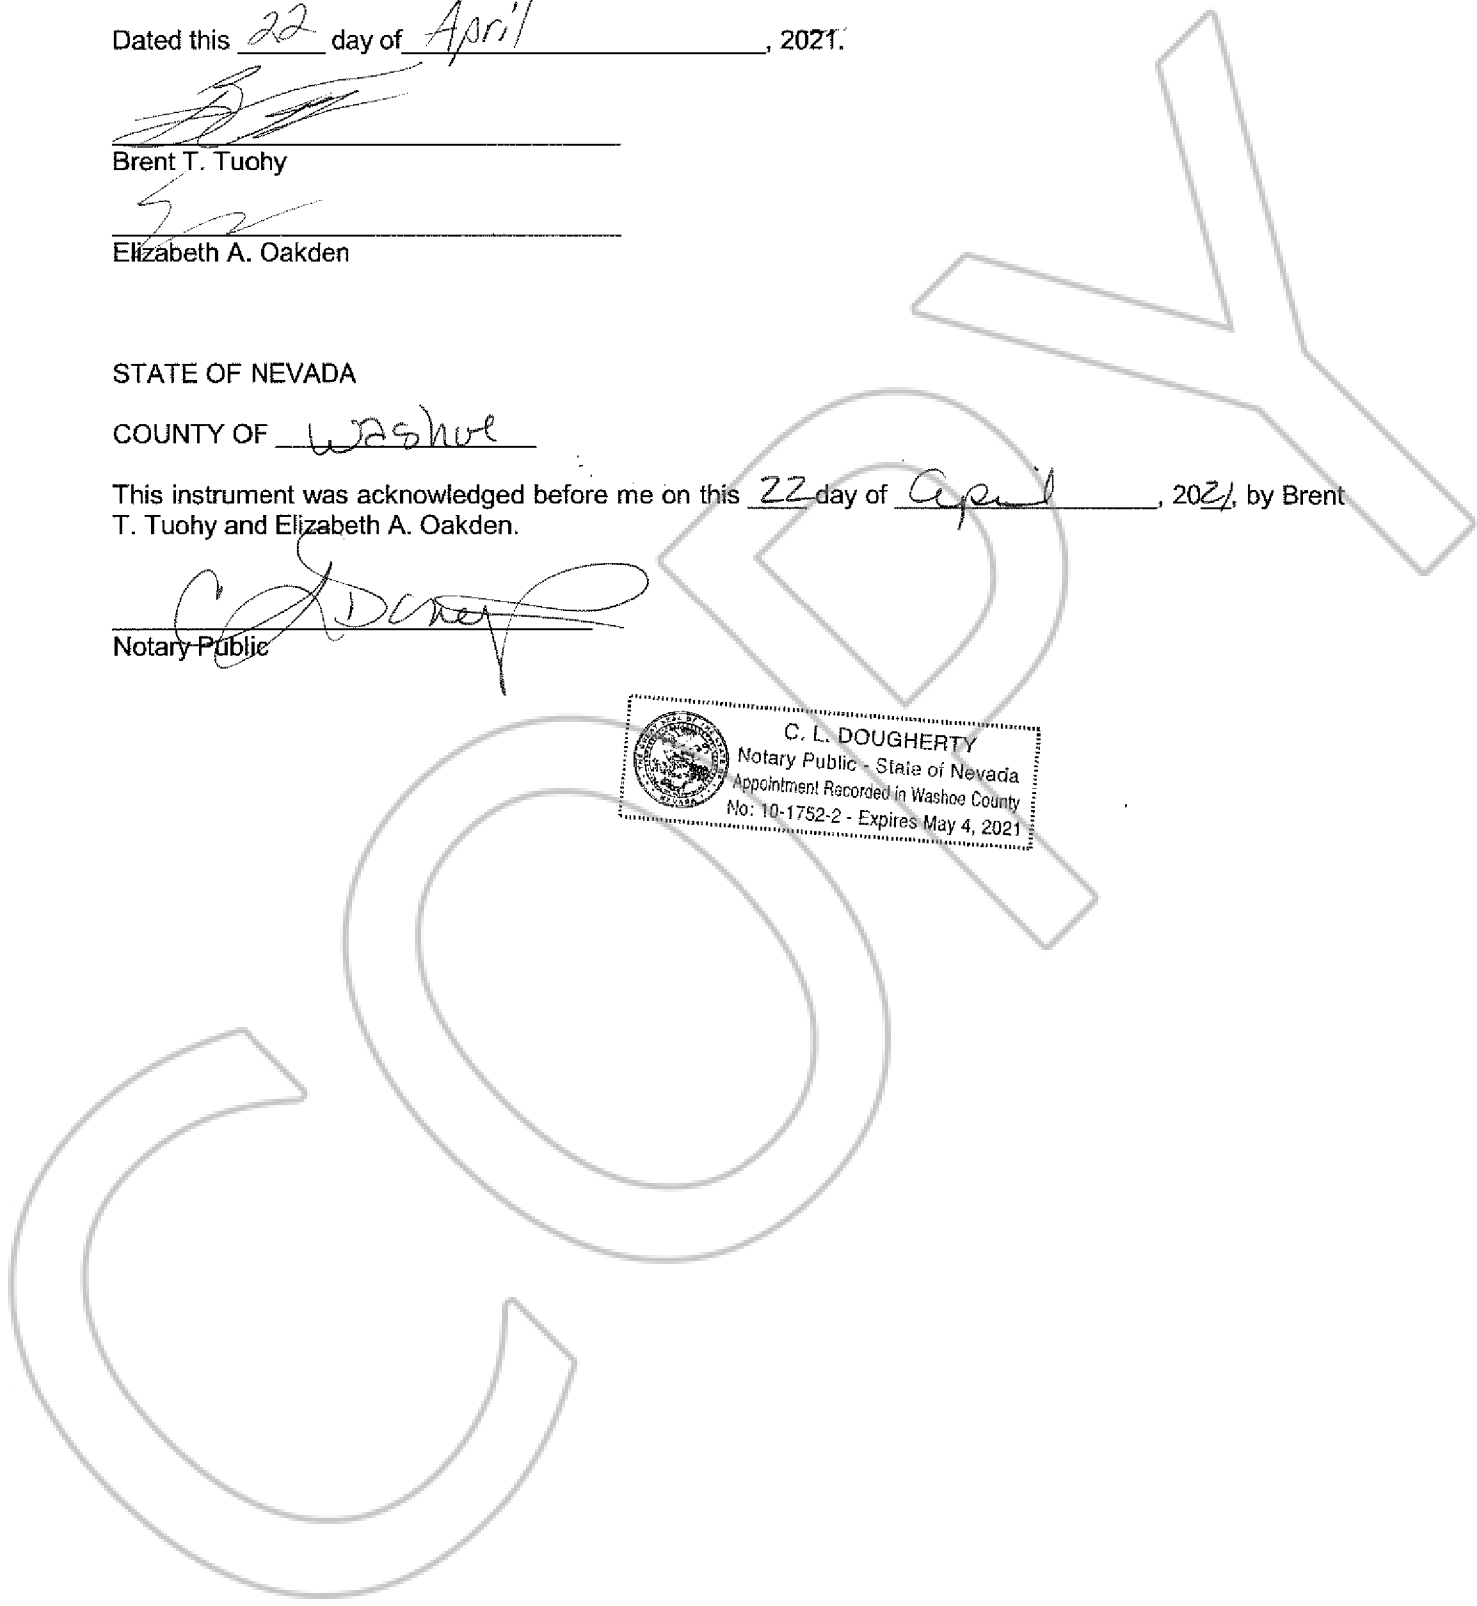 Dated this 22 day of April, 2021.
Brent T. Tuohy
Elizabeth A. Oakden
STATE OF NEVADA
COUNTY OF Washoe
This instrument was acknowledged before me on this 22 day of April, 2021, by Brent
T. Tuohy and Elizabeth A. Oakden.
Notary Public
C. L. DOUGHERTY
Notary Public - State of Nevada
Appointment Recorded in Washoe County
No: 10-1752-2 - Expires May 4, 2021
COPY